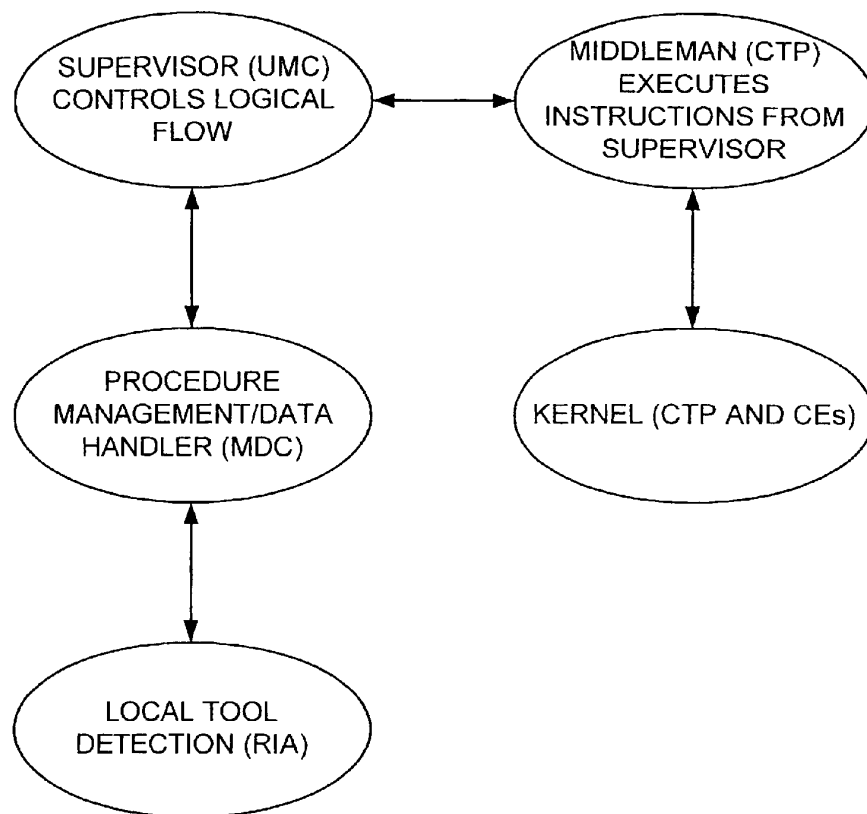 SUPERVISOR (UMC)
CONTROLS LOGICAL
FLOW
MIDDLEMAN (CTP)
EXECUTES
INSTRUCTIONS FROM
SUPERVISOR
PROCEDURE
MANAGEMENT/DATA
HANDLER (MDC)
KERNEL (CTP AND CEs)
LOCAL TOOL
DETECTION (RIA)